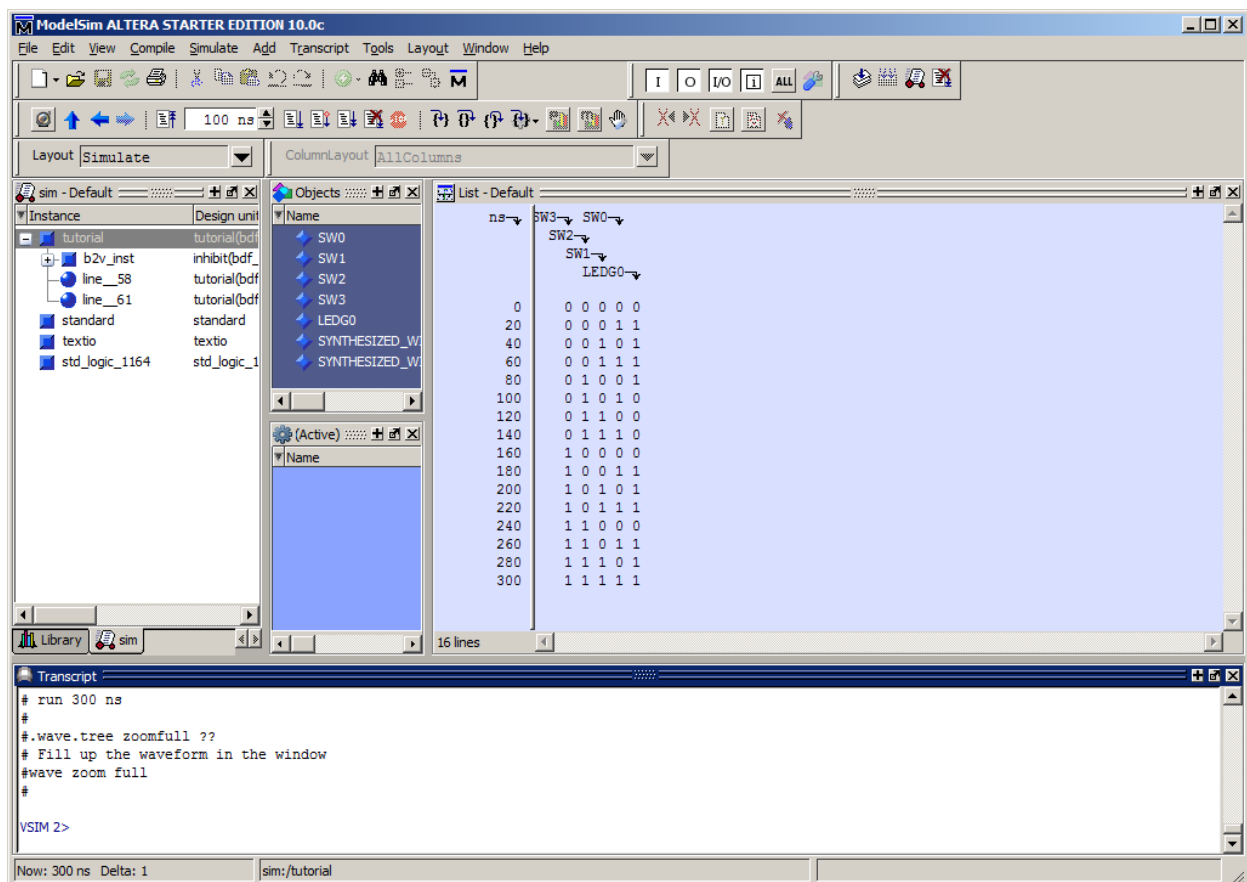 ModelSim ALTERA STARTER EDITION 10.0c
File Edit View Compile Simulate Add Transcript Tools Layout Window Help
I O I/O i ALL
100 ns
Layout Simulate
ColumnLayout AllColumns
sim - Default
Instance Design unit
tutorial tutorial(bdf
b2v_inst inhibit(bdf_
line__58 tutorial(bdf
line__61 tutorial(bdf
standard standard
textio textio
std_logic_1164 std_logic_1
Library sim
Objects
Name
SW0
SW1
SW2
SW3
LEDG0
SYNTHESIZED_WI
SYNTHESIZED_WI
(Active)
Name
List - Default
ns SW3 SW0
SW2
SW1
LEDG0
0 0 0 0 0 0
20 0 0 0 1 1
40 0 0 1 0 1
60 0 0 1 1 1
80 0 1 0 0 1
100 0 1 0 1 0
120 0 1 1 0 0
140 0 1 1 1 0
160 1 0 0 0 0
180 1 0 0 1 1
200 1 0 1 0 1
220 1 0 1 1 1
240 1 1 0 0 0
260 1 1 0 1 1
280 1 1 1 0 1
300 1 1 1 1 1
16 lines
Transcript
# run 300 ns
#
#.wave.tree zoomfull ??
# Fill up the waveform in the window
#wave zoom full
#
VSIM 2>
Now: 300 ns Delta: 1 sim:/tutorial